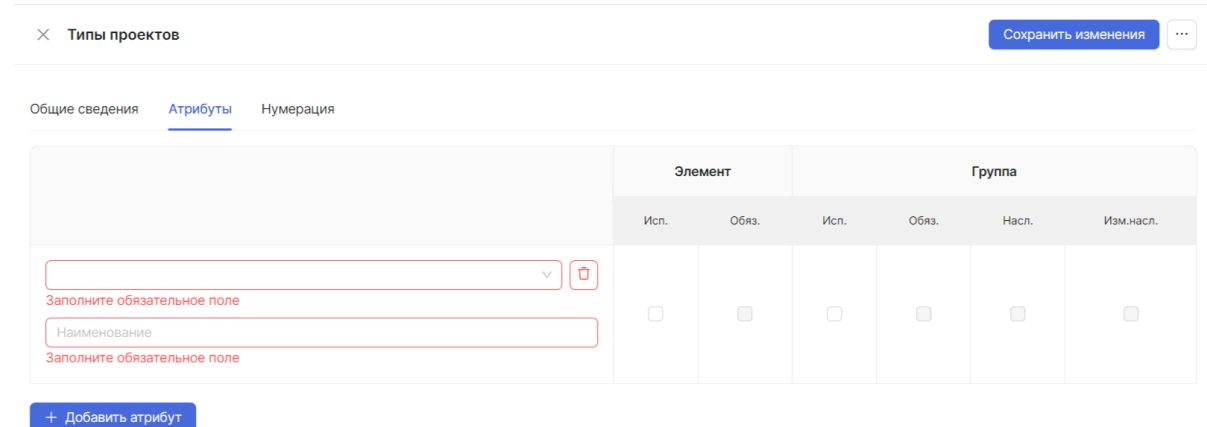 Типы проектов
Сохранить изменения
Общие сведения Атрибуты Нумерация
Элемент Группа
Исп. Обяз. Исп. Обяз. Насл. Изм.насл.
Заполните обязательное поле
Наименование
Заполните обязательное поле
+ Добавить атрибут